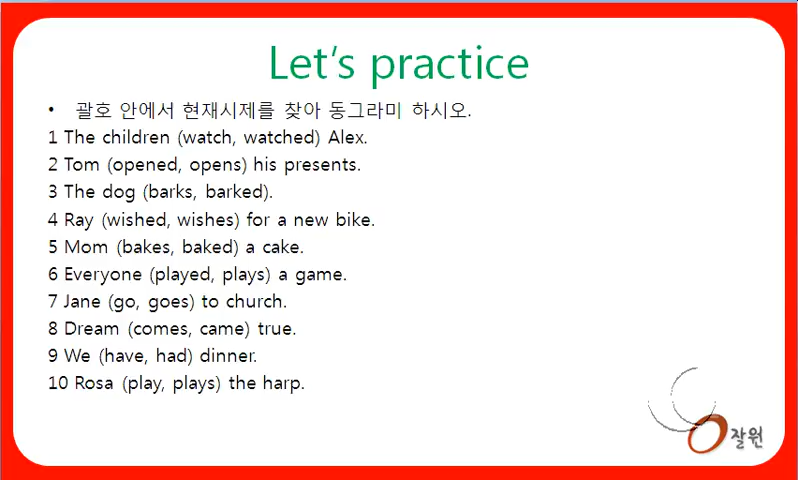 Let's practice
• 괄호 안에서 현재시제를 찾아 동그라미 하시오.
1 The children (watch, watched) Alex.
2 Tom (opened, opens) his presents.
3 The dog (barks, barked).
4 Ray (wished, wishes) for a new bike.
5 Mom (bakes, baked) a cake.
6 Everyone (played, plays) a game.
7 Jane (go, goes) to church.
8 Dream (comes, came) true.
9 We (have, had) dinner.
10 Rosa (play, plays) the harp.
잘원